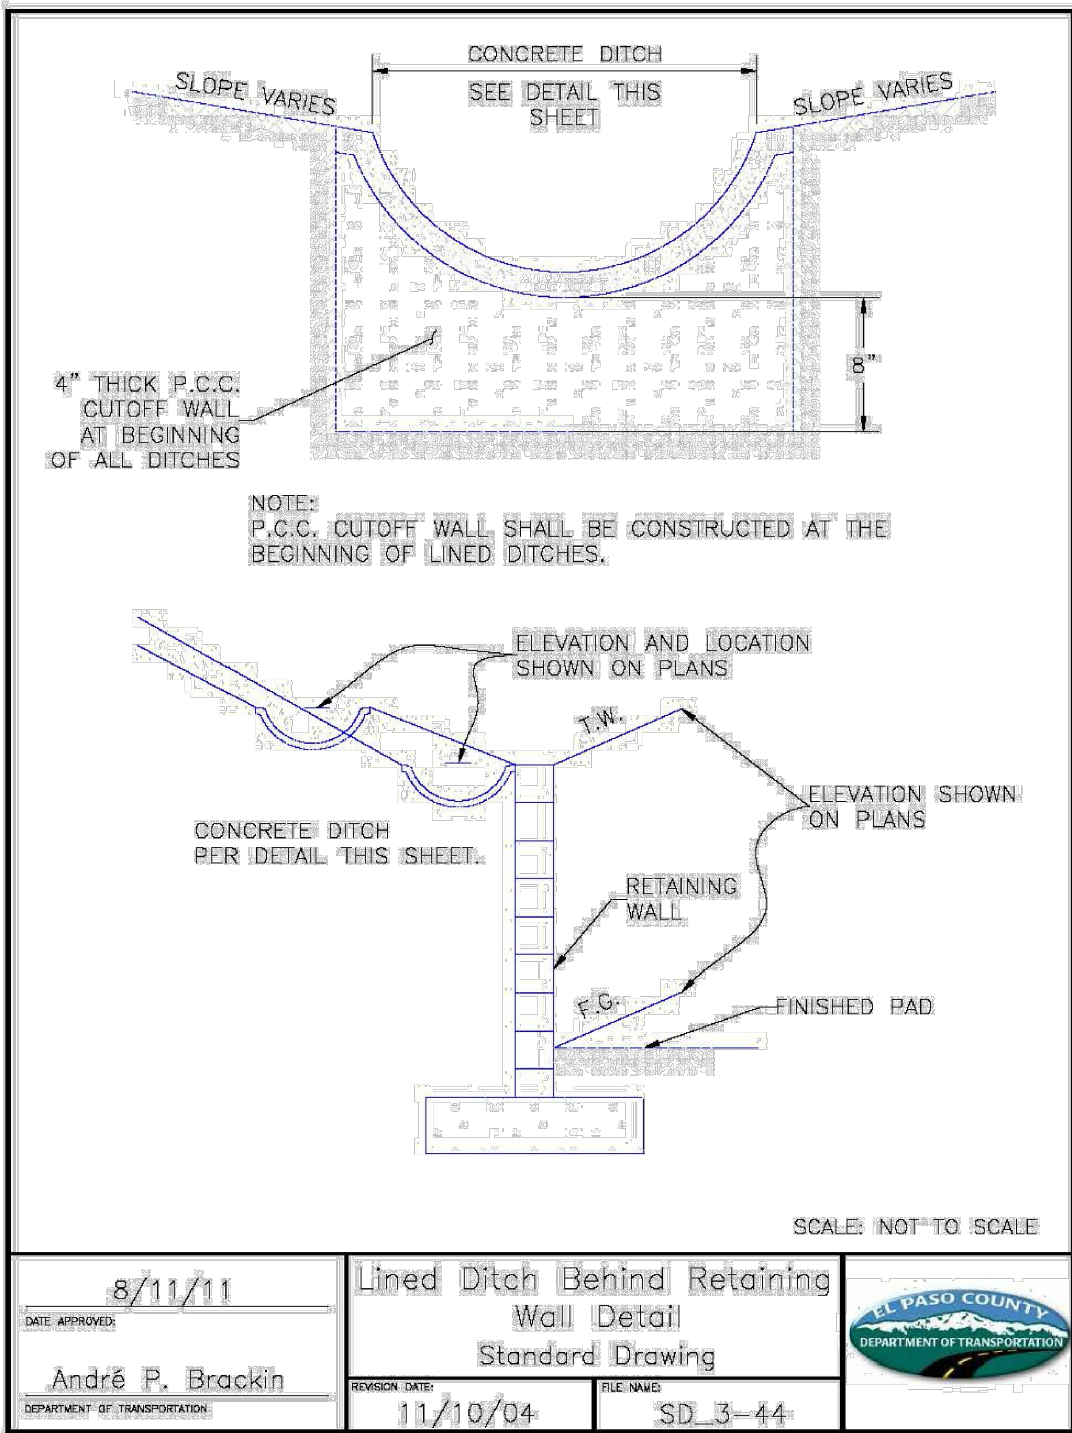 CONCRETE DITCH
SEE DETAIL THIS
SHEET
SLOPE VARIES
SLOPE VARIES
8"
4" THICK P.C.C.
CUTOFF WALL
AT BEGINNING
OF ALL DITCHES
NOTE:
P.C.C. CUTOFF WALL SHALL BE CONSTRUCTED AT THE
BEGINNING OF LINED DITCHES.
ELEVATION AND LOCATION
SHOWN ON PLANS
T.W.
ELEVATION SHOWN
ON PLANS
CONCRETE DITCH
PER DETAIL THIS SHEET.
RETAINING
WALL
F.G.
FINISHED PAD
SCALE: NOT TO SCALE
8/11/11
DATE APPROVED:
André P. Brackin
DEPARTMENT OF TRANSPORTATION
Lined Ditch Behind Retaining
Wall Detail
Standard Drawing
REVISION DATE:
11/10/04
FILE NAME:
SD_3-44
EL PASO COUNTY
DEPARTMENT OF TRANSPORTATION